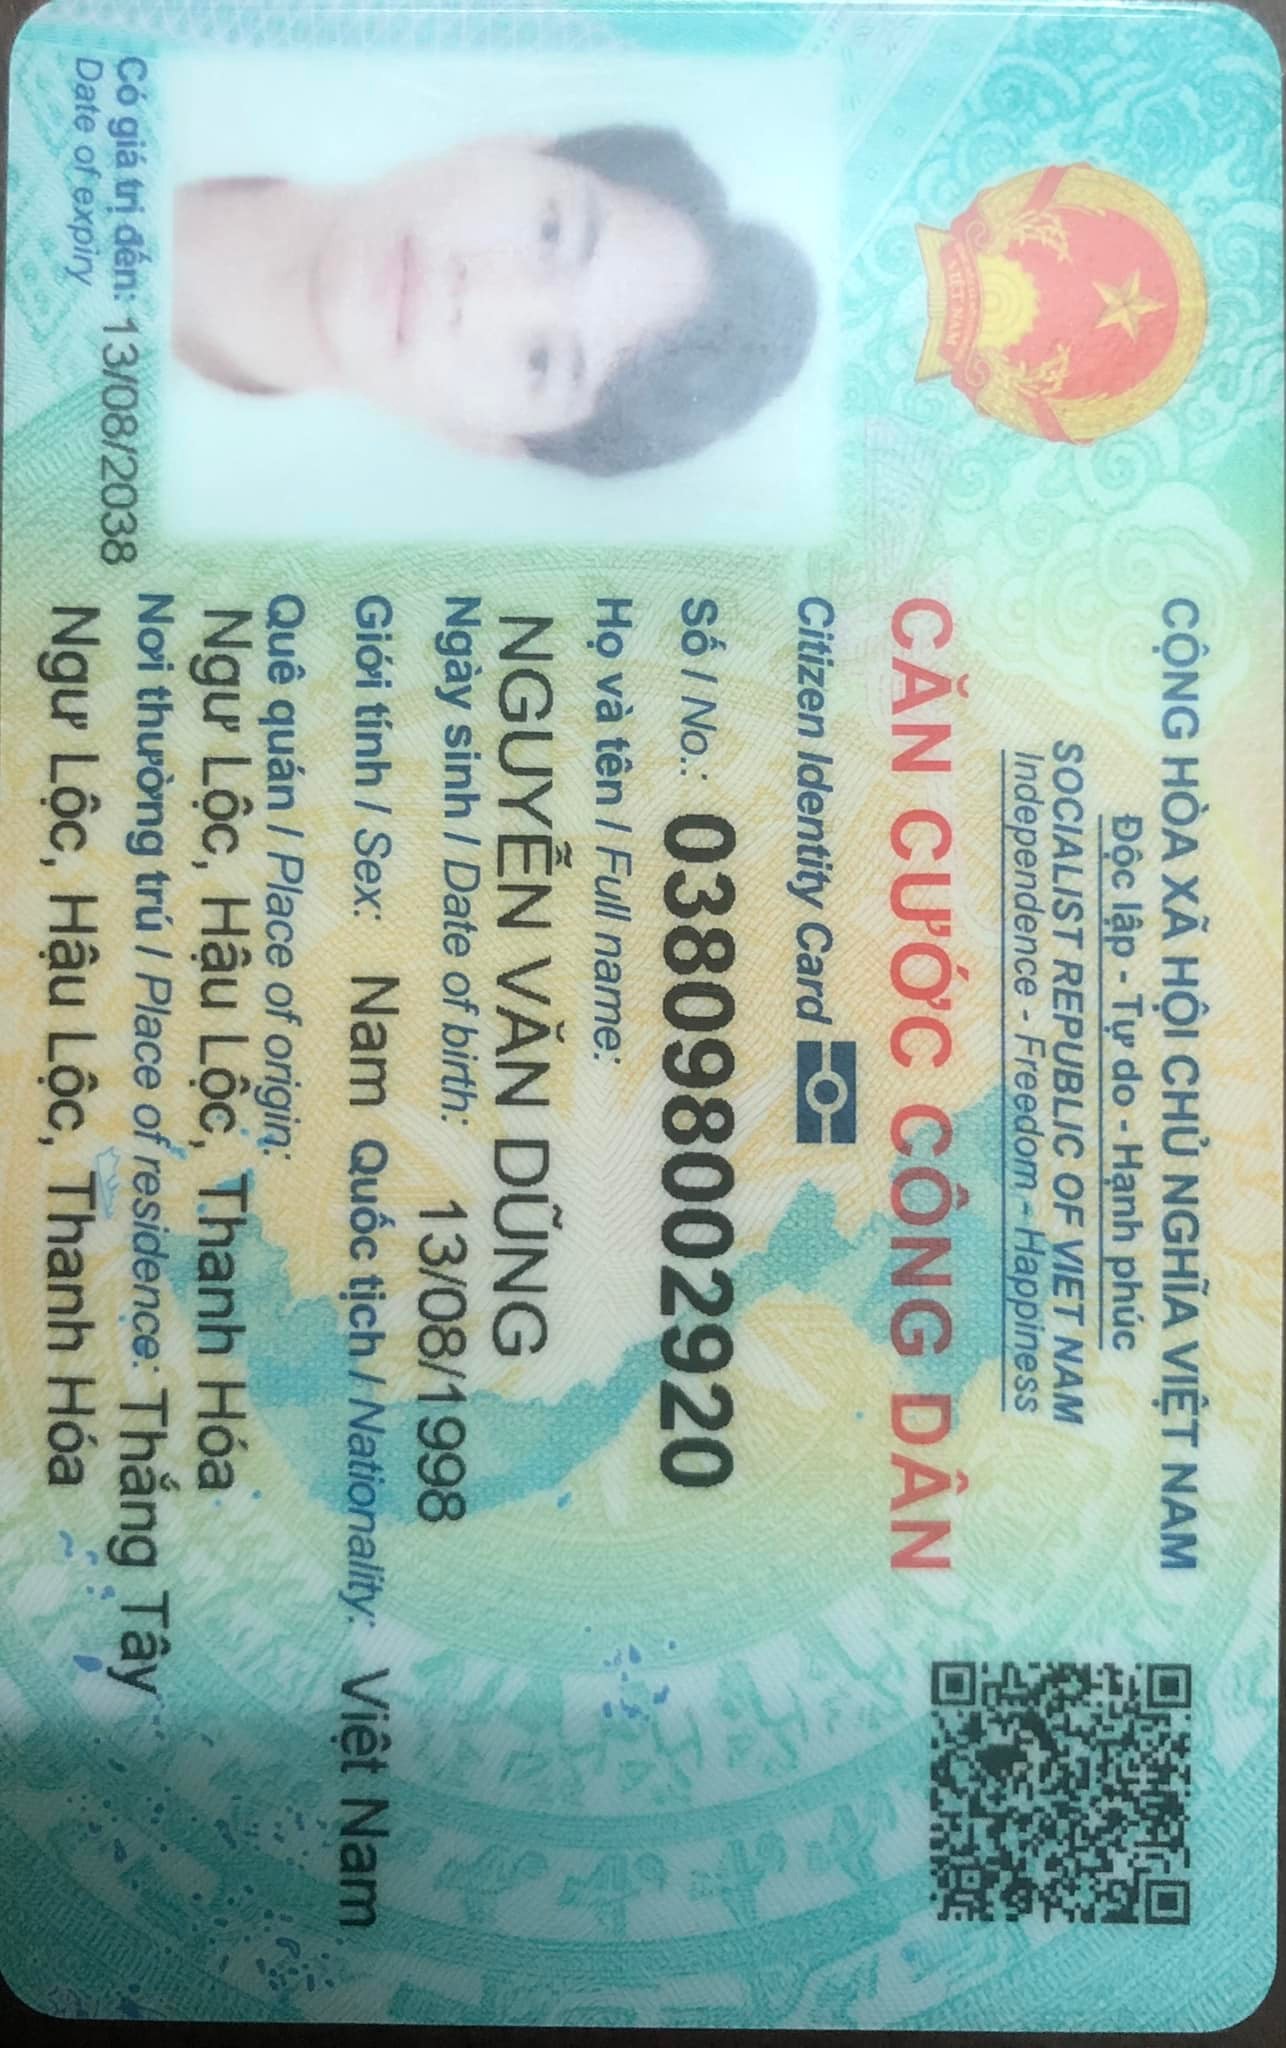 CỘNG HÒA XÃ HỘI CHỦ NGHĨA VIỆT NAM
Độc lập - Tự do - Hạnh phúc
SOCIALIST REPUBLIC OF VIET NAM
Independence - Freedom - Happiness
CĂN CƯỚC CÔNG DÂN
Citizen Identity Card
Số / No.: 038098002920
Họ và tên / Full name:
NGUYỄN VĂN DŨNG
Ngày sinh / Date of birth: 13/08/1998
Giới tính / Sex: Nam Quốc tịch / Nationality: Việt Nam
Quê quán / Place of origin:
Ngư Lộc, Hậu Lộc, Thanh Hóa
Nơi thường trú / Place of residence: Thắng Tây
Ngư Lộc, Hậu Lộc, Thanh Hóa
Có giá trị đến: 13/08/2038
Date of expiry
VIỆT NAM